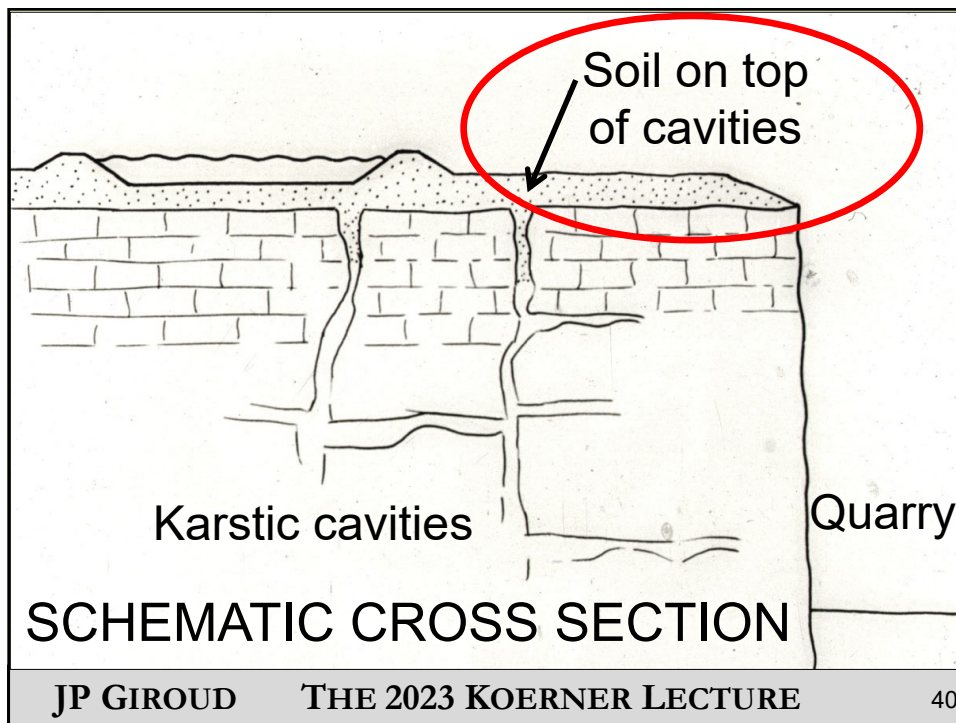 Soil on top
of cavities
Karstic cavities
Quarry
SCHEMATIC CROSS SECTION
JP GIROUD THE 2023 KOERNER LECTURE 40